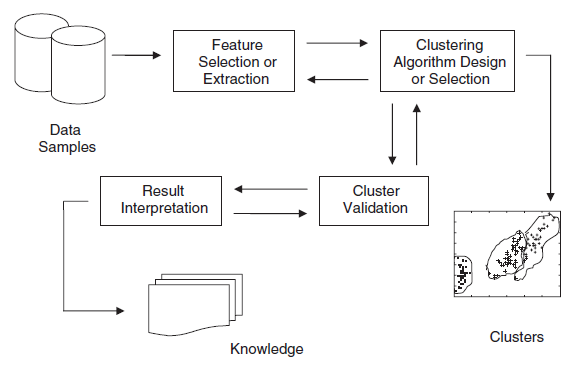 Feature
Selection or
Extraction
Clustering
Algorithm Design
or Selection
Data
Samples
Result
Interpretation
Cluster
Validation
Clusters
Knowledge